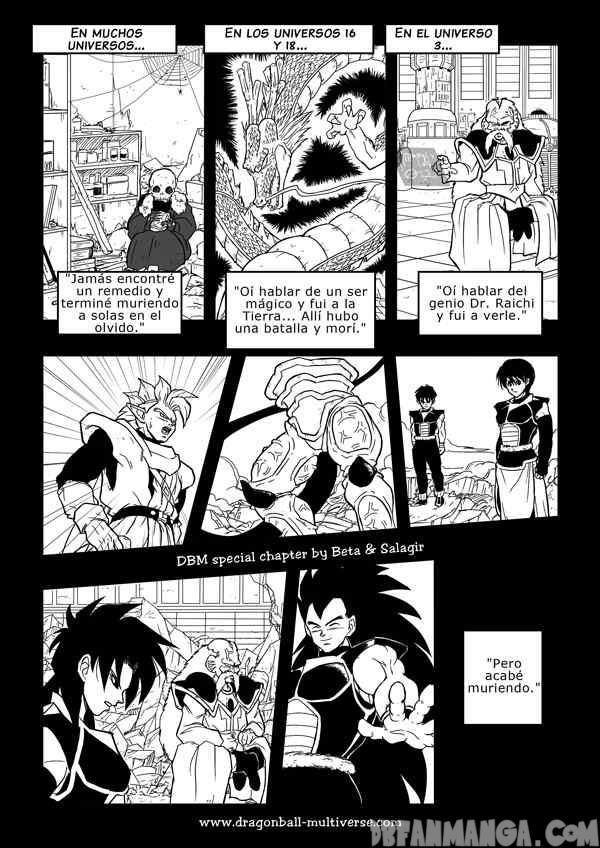 EN MUCHOS
UNIVERSOS...
EN LOS UNIVERSOS 16
Y 18...
EN EL UNIVERSO
3...
"Jamás encontré
un remedio y
terminé muriendo
a solas en el
olvido."
"Oí hablar de un ser
mágico y fui a la
Tierra... Allí hubo
una batalla y morí."
"Oí hablar del
genio Dr. Raichi
y fui a verle."
DBM special chapter by Beta & Salagir
"Pero
acabé
muriendo."
www.dragonball-multiverse.com
DBFANMANGA.COM